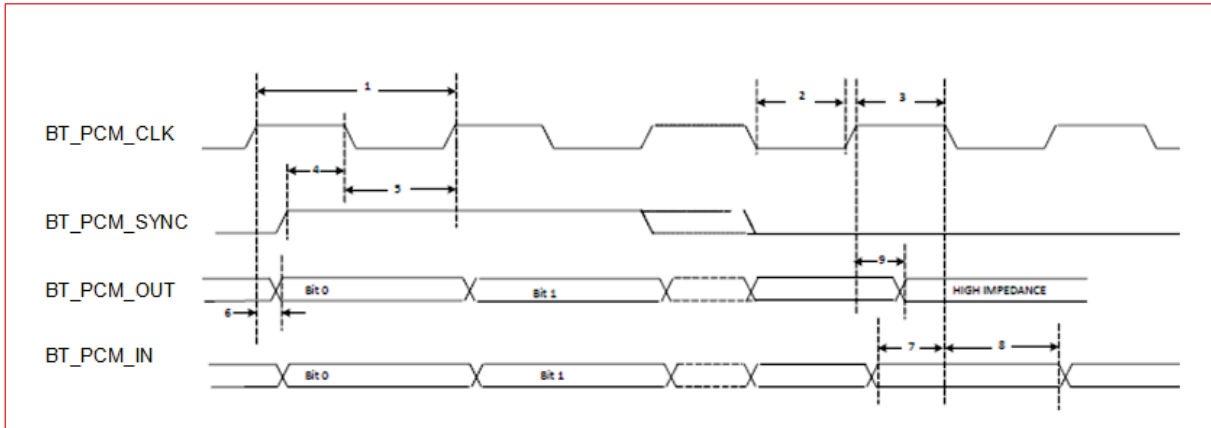 1
2
3
BT_PCM_CLK
4
5
BT_PCM_SYNC
9
BT_PCM_OUT
Bit 0
Bit 1
HIGH IMPEDANCE
6
BT_PCM_IN
7
8
Bit 0
Bit 1